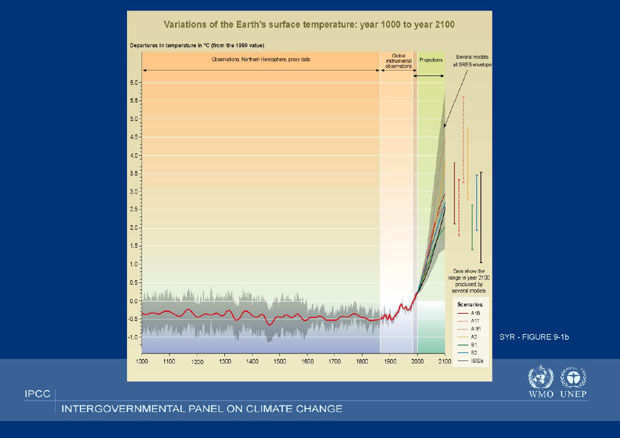 Variations of the Earth's surface temperature: year 1000 to year 2100
Departures in temperature in °C (from the 1990 value)
Observations, Northern Hemisphere, proxy data
Global
instrumental
observations
Projections
Several models
all SRES envelope
6.0
5.5
5.0
4.5
4.0
3.5
3.0
2.5
2.0
1.5
1.0
0.5
0.0
-0.5
-1.0
1000 1100 1200 1300 1400 1500 1600 1700 1800 1900 2000 2100
Bars show the
range in year 2100
produced by
several models
Scenarios
A1B
A1T
A1FI
A2
B1
B2
IS92a
SYR - FIGURE 9-1b
WMO UNEP
IPCC
INTERGOVERNMENTAL PANEL ON CLIMATE CHANGE